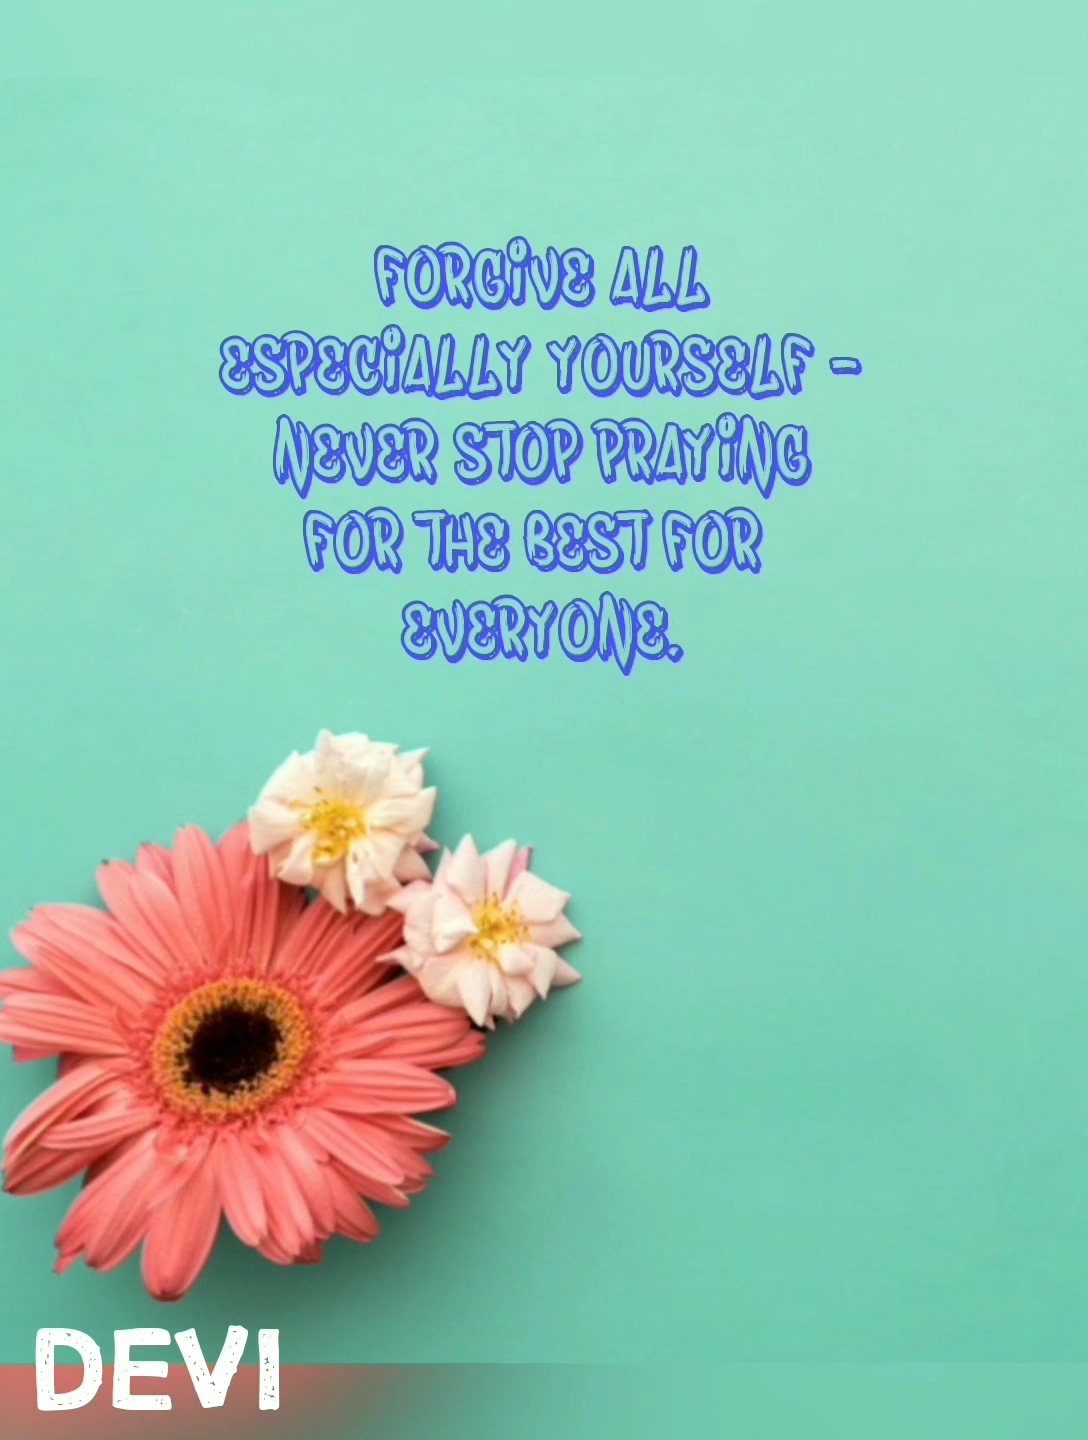 FORGIVE ALL
ESPECIALLY YOURSELF -
NEVER STOP PRAYING
FOR THE BEST FOR
EVERYONE.
DEVI